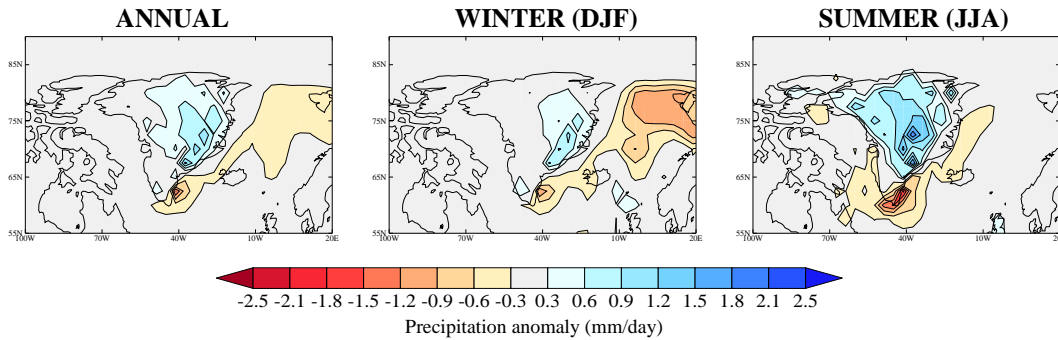 ANNUAL
WINTER (DJF)
SUMMER (JJA)
85N
75N
65N
55N
100W 70W 40W 10W 20E
85N
75N
65N
55N
100W 70W 40W 10W 20E
85N
75N
65N
55N
100W 70W 40W 10W 20
-2.5 -2.1 -1.8 -1.5 -1.2 -0.9 -0.6 -0.3 0.3 0.6 0.9 1.2 1.5 1.8 2.1 2.5
Precipitation anomaly (mm/day)